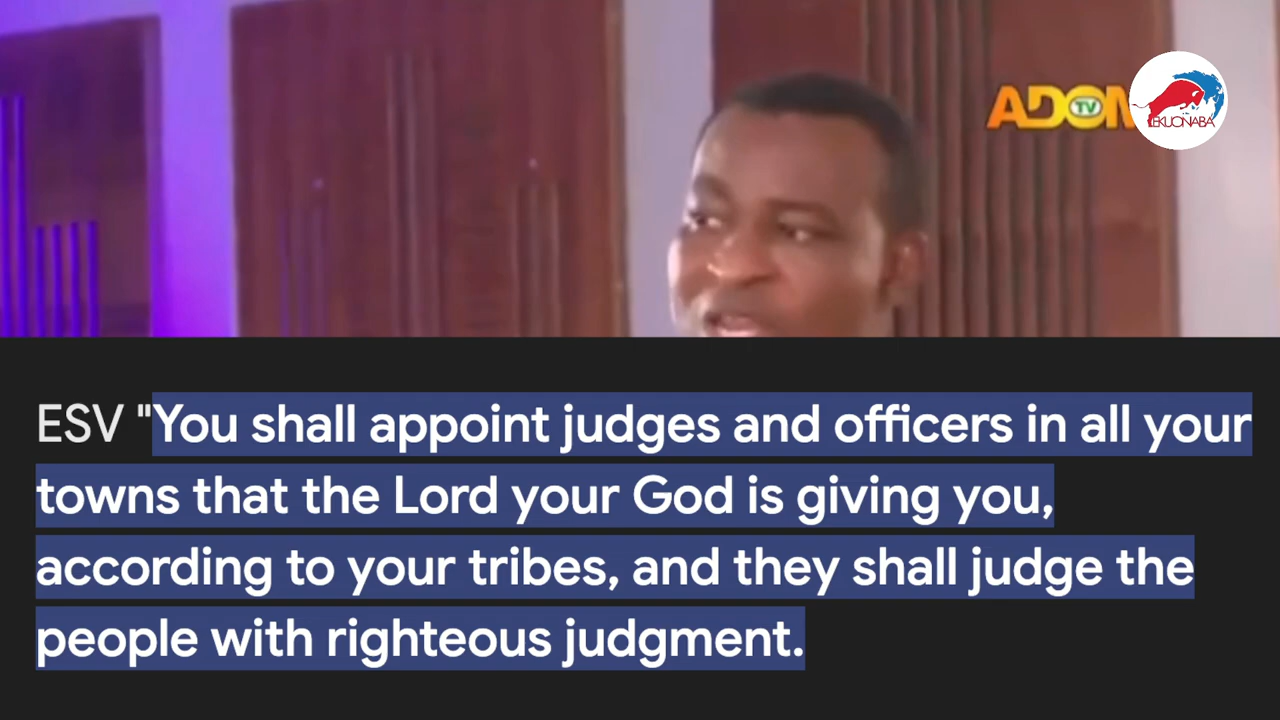 ADOM
TV
EKUONABA
ESV "You shall appoint judges and officers in all your
towns that the Lord your God is giving you,
according to your tribes, and they shall judge the
people with righteous judgment.